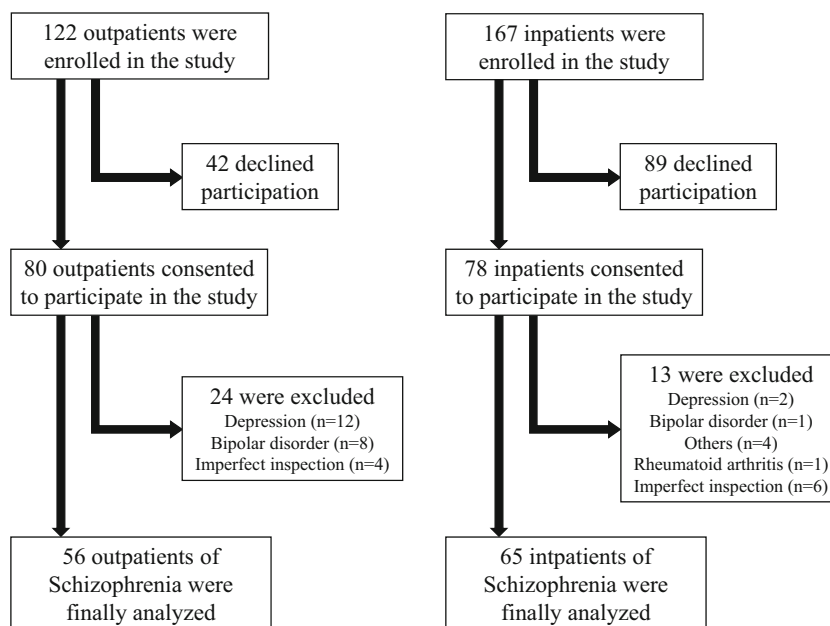 122 outpatients were
enrolled in the study
42 declined
participation
80 outpatients consented
to participate in the study
24 were excluded
Depression (n=12)
Bipolar disorder (n=8)
Imperfect inspection (n=4)
56 outpatients of
Schizophrenia were
finally analyzed
167 inpatients were
enrolled in the study
89 declined
participation
78 inpatients consented
to participate in the study
13 were excluded
Depression (n=2)
Bipolar disorder (n=1)
Others (n=4)
Rheumatoid arthritis (n=1)
Imperfect inspection (n=6)
65 intpatients of
Schizophrenia were
finally analyzed